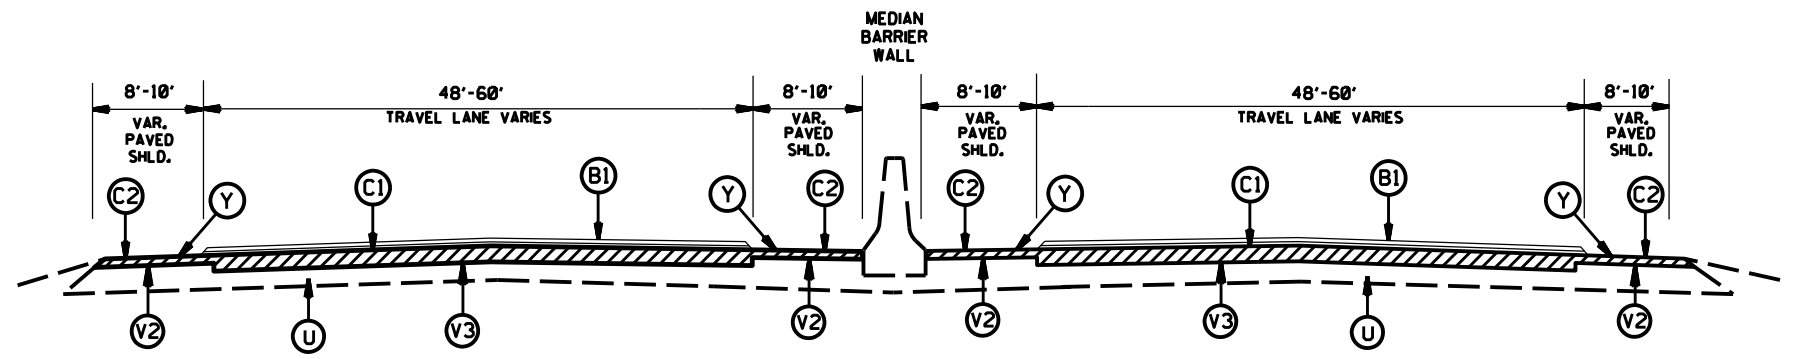 MEDIAN
BARRIER
WALL
8'-10' 48'-60' 8'-10' 8'-10' 48'-60' 8'-10'
VAR. TRAVEL LANE VARIES VAR. VAR. TRAVEL LANE VARIES VAR.
PAVED PAVED PAVED PAVED
SHLD. SHLD. SHLD. SHLD.
C2 Y C1 B1 Y C2 C2 Y C1 B1 Y C2
V2 U V3 V2 V2 V3 U V2